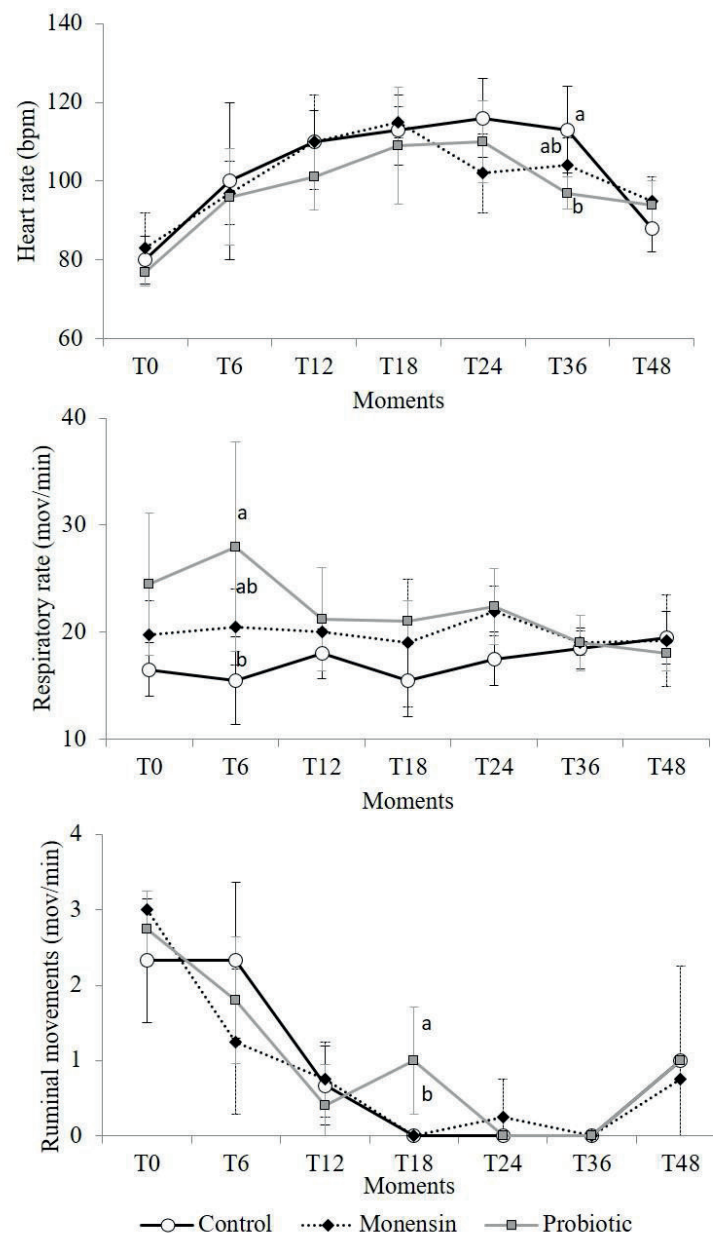 140
120
100
80
60
Heart rate (bpm)
a
ab
b
T0 T6 T12 T18 T24 T36 T48
Moments
40
30
20
10
Respiratory rate (mov/min)
a
ab
b
T0 T6 T12 T18 T24 T36 T48
Moments
4
3
2
1
0
Ruminal movements (mov/min)
a
b
T0 T6 T12 T18 T24 T36 T48
Moments
Control Monensin Probiotic